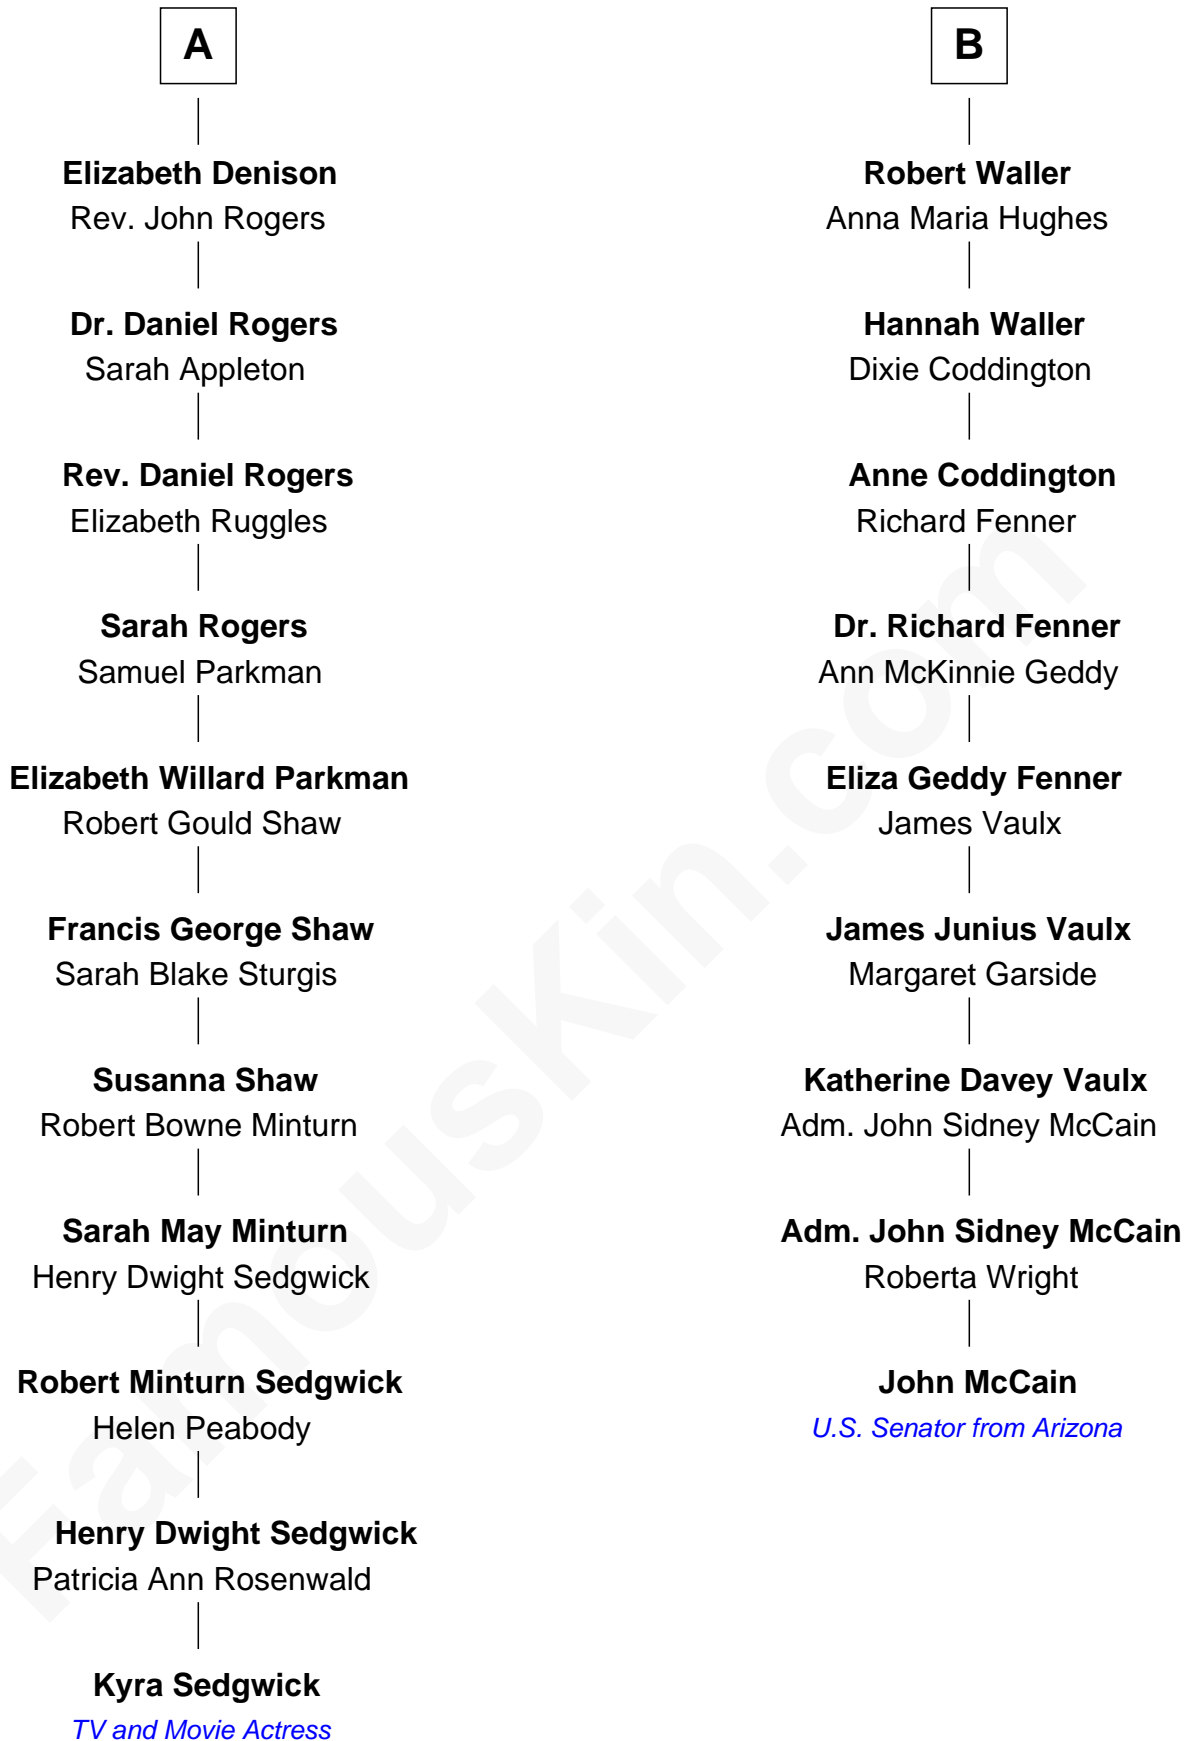 A
Elizabeth Denison
Rev. John Rogers
Dr. Daniel Rogers
Sarah Appleton
Rev. Daniel Rogers
Elizabeth Ruggles
Sarah Rogers
Samuel Parkman
Elizabeth Willard Parkman
Robert Gould Shaw
Francis George Shaw
Sarah Blake Sturgis
Susanna Shaw
Robert Bowne Minturn
Sarah May Minturn
Henry Dwight Sedgwick
Robert Minturn Sedgwick
Helen Peabody
Henry Dwight Sedgwick
Patricia Ann Rosenwald
Kyra Sedgwick
TV and Movie Actress
B
Robert Waller
Anna Maria Hughes
Hannah Waller
Dixie Coddington
Anne Coddington
Richard Fenner
Dr. Richard Fenner
Ann McKinnie Geddy
Eliza Geddy Fenner
James Vaulx
James Junius Vaulx
Margaret Garside
Katherine Davey Vaulx
Adm. John Sidney McCain
Adm. John Sidney McCain
Roberta Wright
John McCain
U.S. Senator from Arizona
FamousKin.com